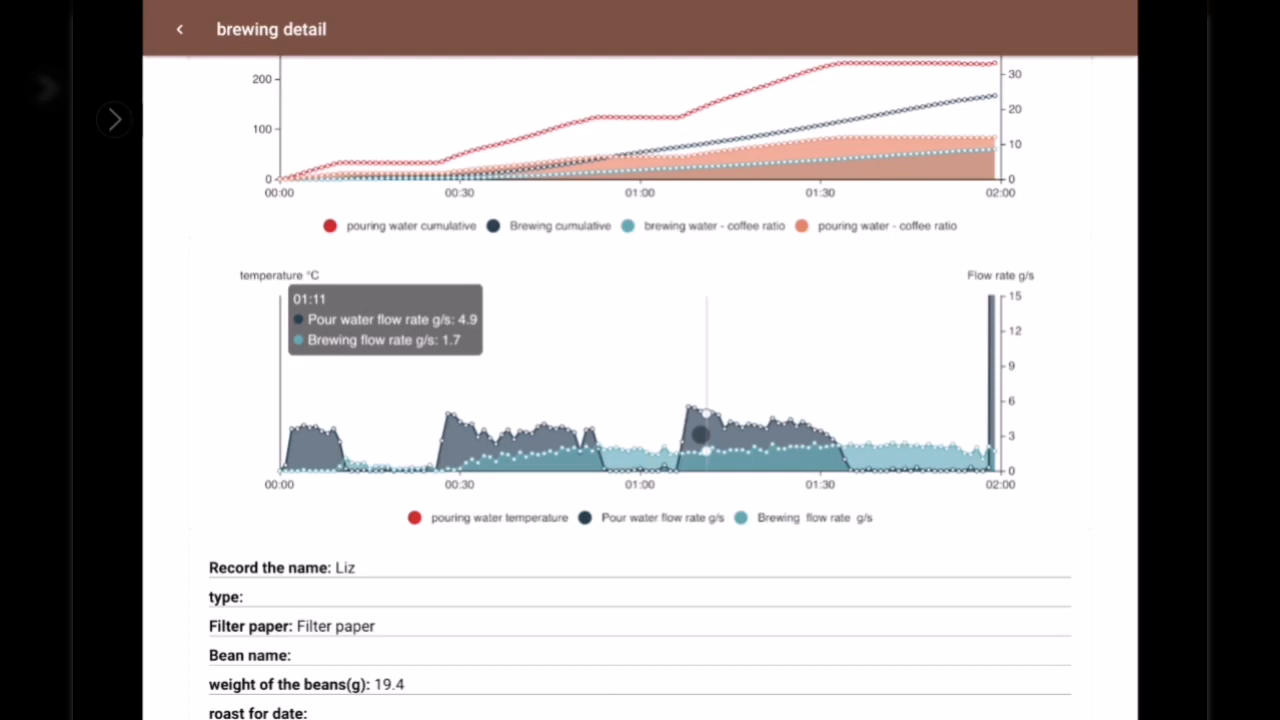 brewing detail
200 30
20
100
10
0 0
00:00 00:30 01:00 01:30 02:00
pouring water cumulative Brewing cumulative brewing water - coffee ratio pouring water - coffee ratio
temperature °C Flow rate g/s
01:11
Pour water flow rate g/s: 4.9
Brewing flow rate g/s: 1.7
15
12
9
6
3
0
00:00 00:30 01:00 01:30 02:00
pouring water temperature Pour water flow rate g/s Brewing flow rate g/s
Record the name: Liz
type:
Filter paper: Filter paper
Bean name:
weight of the beans(g): 19.4
roast for date: